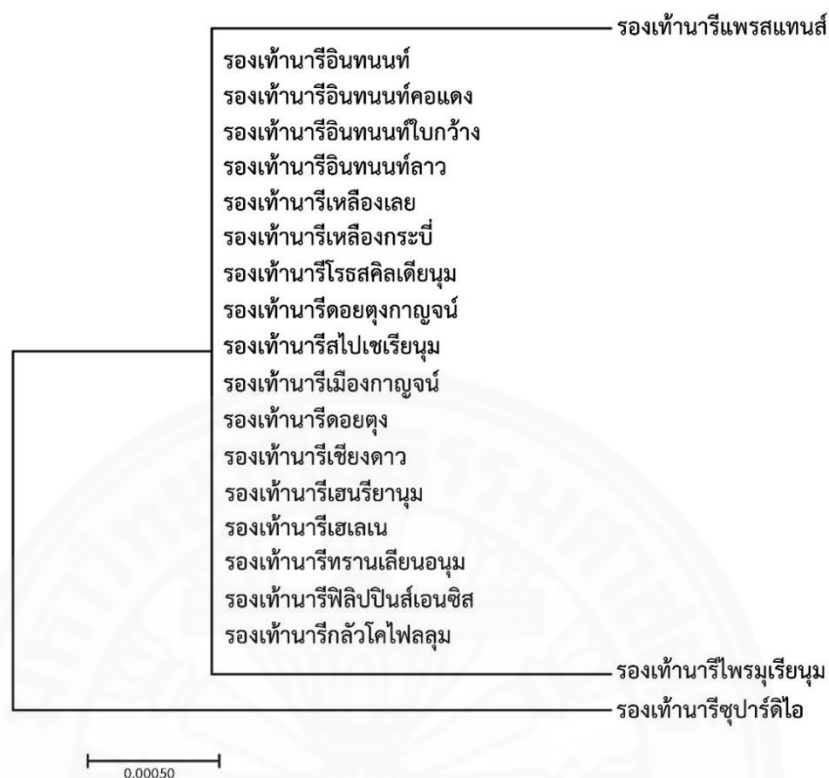 รองเท้านารีแพรสแทนส์
รองเท้านารีอินทนนท์
รองเท้านารีอินทนนท์คอแดง
รองเท้านารีอินทนนท์ใบกว้าง
รองเท้านารีอินทนนท์ลาว
รองเท้านารีเหลืองเลย
รองเท้านารีเหลืองกระบี่
รองเท้านารีโรธสคิลเดียนุม
รองเท้านารีดอยตุงกาญจน์
รองเท้านารีสไปเชเรียนุม
รองเท้านารีเมืองกาญจน์
รองเท้านารีดอยตุง
รองเท้านารีเชียงดาว
รองเท้านารีเฮนรียานุม
รองเท้านารีเฮเลเน
รองเท้านารีทรานเลียนอนุม
รองเท้านารีฟิลิปปินส์เอนซิส
รองเท้านารีกลัวโคไฟลลุม
รองเท้านารีไพรมุเรียนุม
รองเท้านารีซุปาร์ดิไอ
0.00050